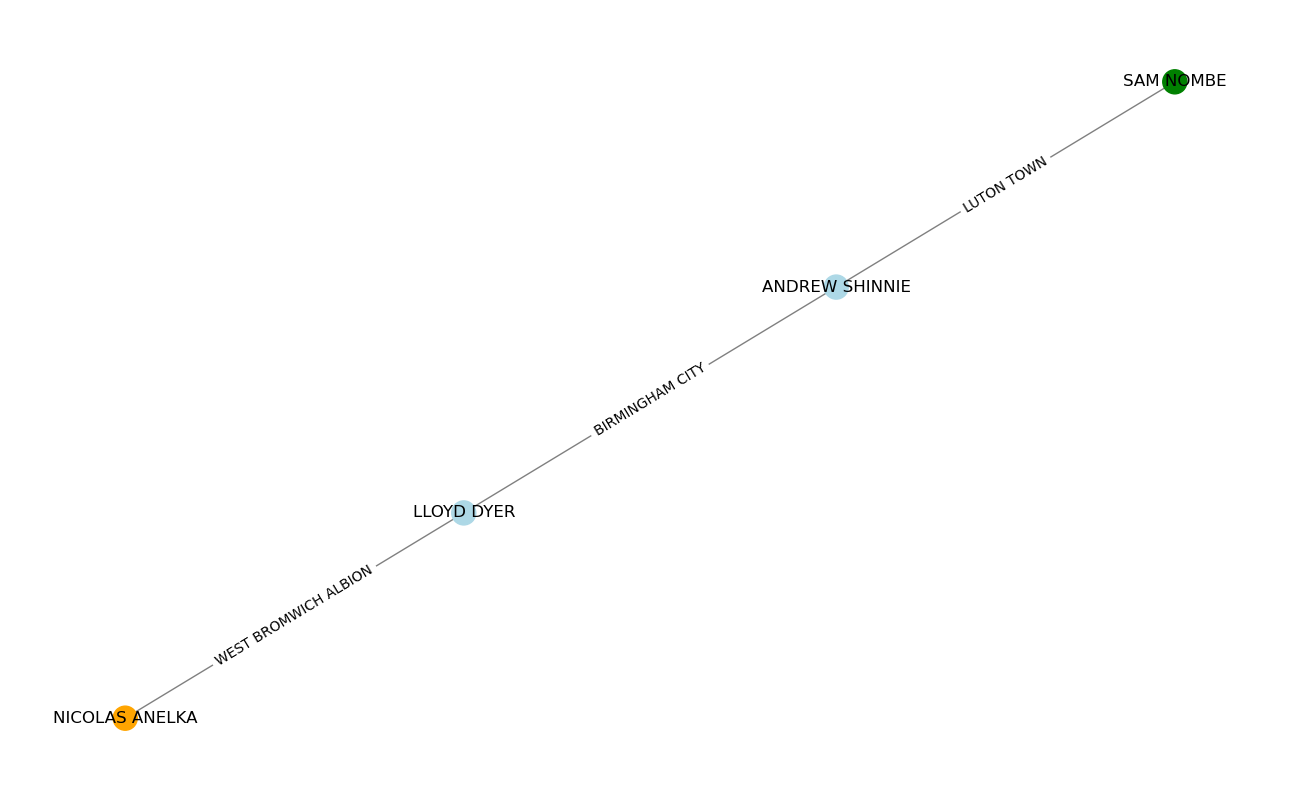 SAM NOMBE
LUTON TOWN
ANDREW SHINNIE
BIRMINGHAM CITY
LLOYD DYER
WEST BROMWICH ALBION
NICOLAS ANELKA